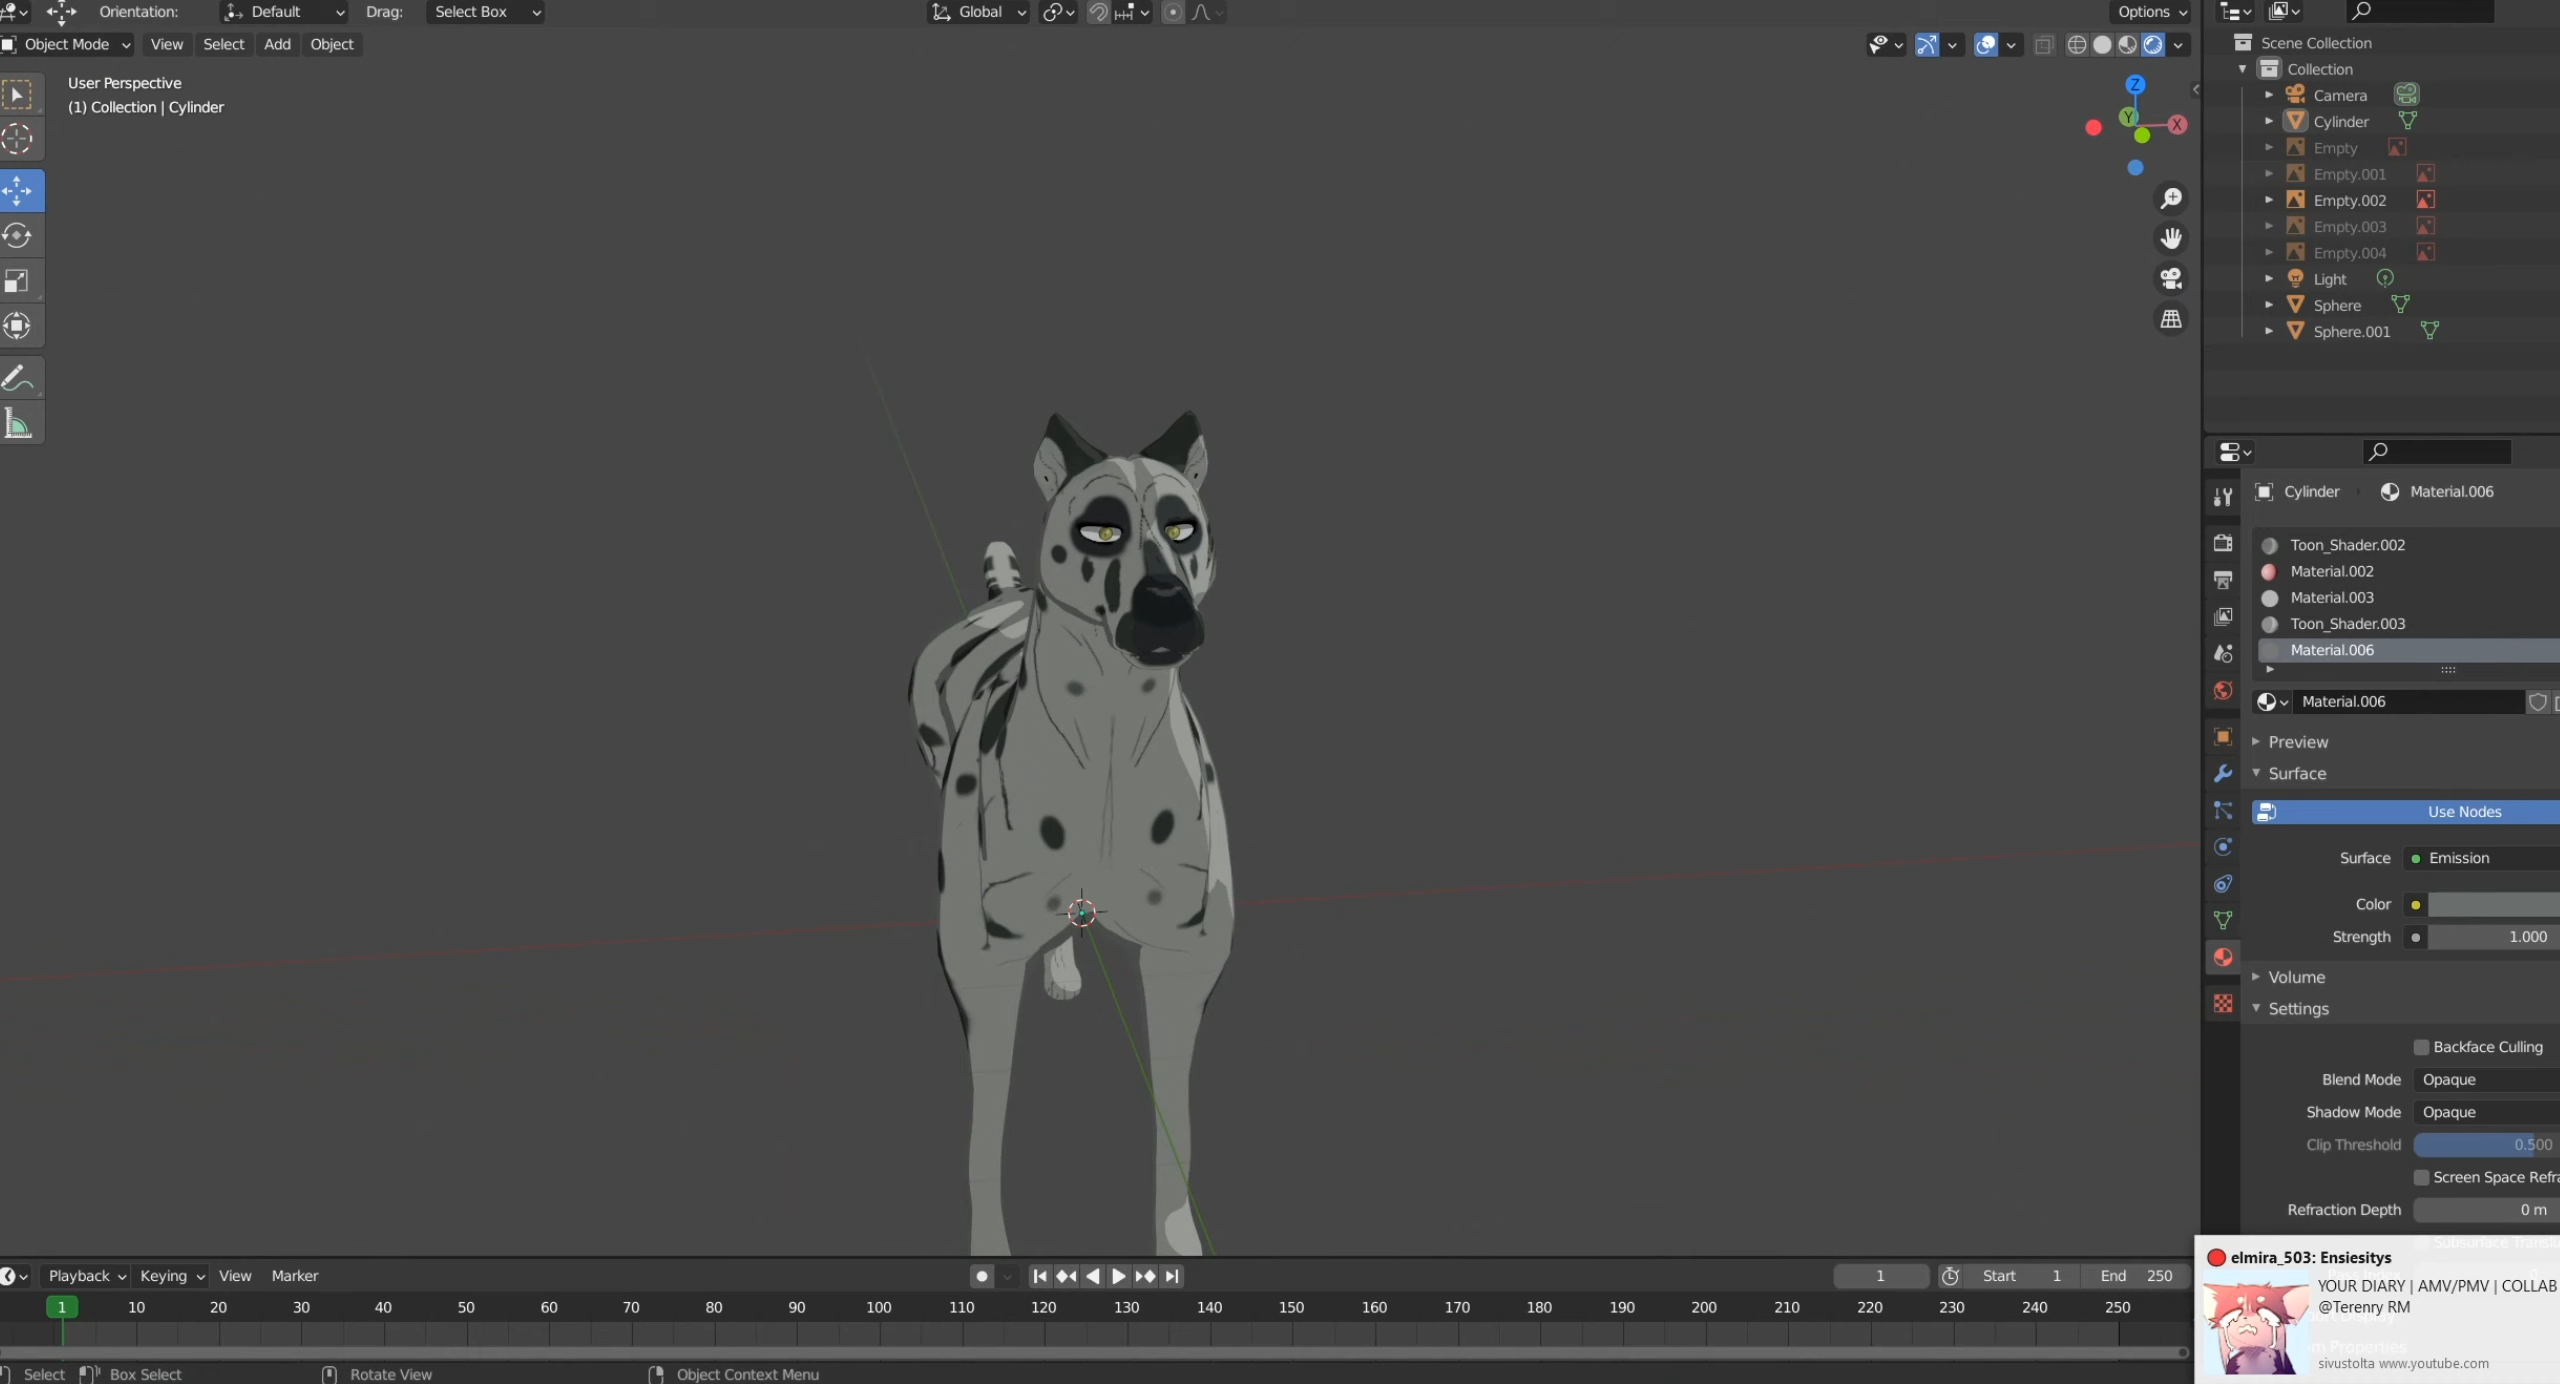 Orientation: Default Drag: Select Box Global Options
Object Mode View Select Add Object
User Perspective
(1) Collection | Cylinder
Z
Y
X
Scene Collection
Collection
Camera
Cylinder
Empty
Empty.001
Empty.002
Empty.003
Empty.004
Light
Sphere
Sphere.001
Cylinder Material.006
Toon_Shader.002
Material.002
Material.003
Toon_Shader.003
Material.006
Material.006
Preview
Surface
Use Nodes
Surface Emission
Color
Strength 1.000
Volume
Settings
Backface Culling
Blend Mode Opaque
Shadow Mode Opaque
Clip Threshold 0.500
Screen Space Refra
Refraction Depth 0 m
elmira_503: Ensiesitys
YOUR DIARY | AMV/PMV | COLLAB
@Terenry RM
sivustolta www.youtube.com
Playback Keying View Marker 1 Start 1 End 250
1 10 20 30 40 50 60 70 80 90 100 110 120 130 140 150 160 170 180 190 200 210 220 230 240 250
Select Box Select Rotate View Object Context Menu